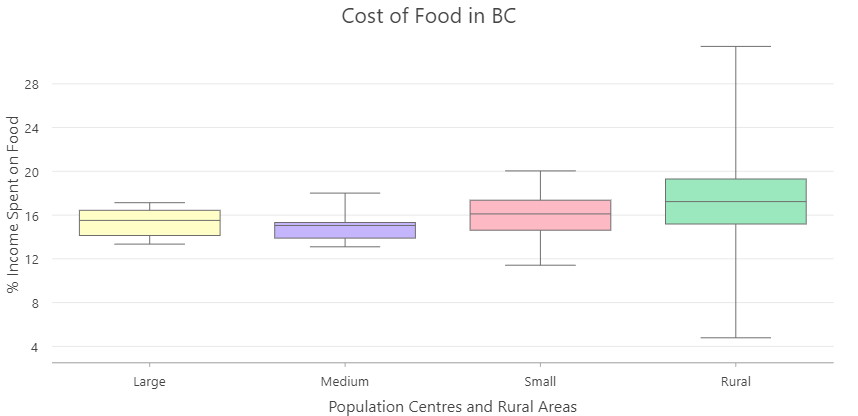 Cost of Food in BC
% Income Spent on Food
28
24
20
16
12
8
4
Large
Medium
Small
Rural
Population Centres and Rural Areas